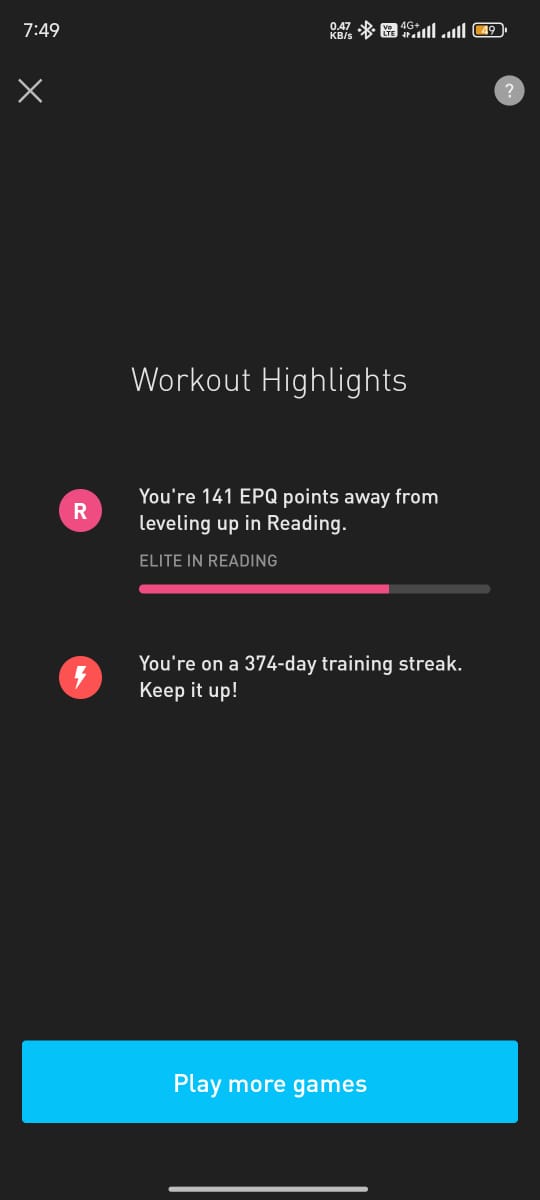 7:49
0.47
KB/s
Vo
LTE
4G+
49
?
Workout Highlights
R
You're 141 EPQ points away from
leveling up in Reading.
ELITE IN READING
You're on a 374-day training streak.
Keep it up!
Play more games